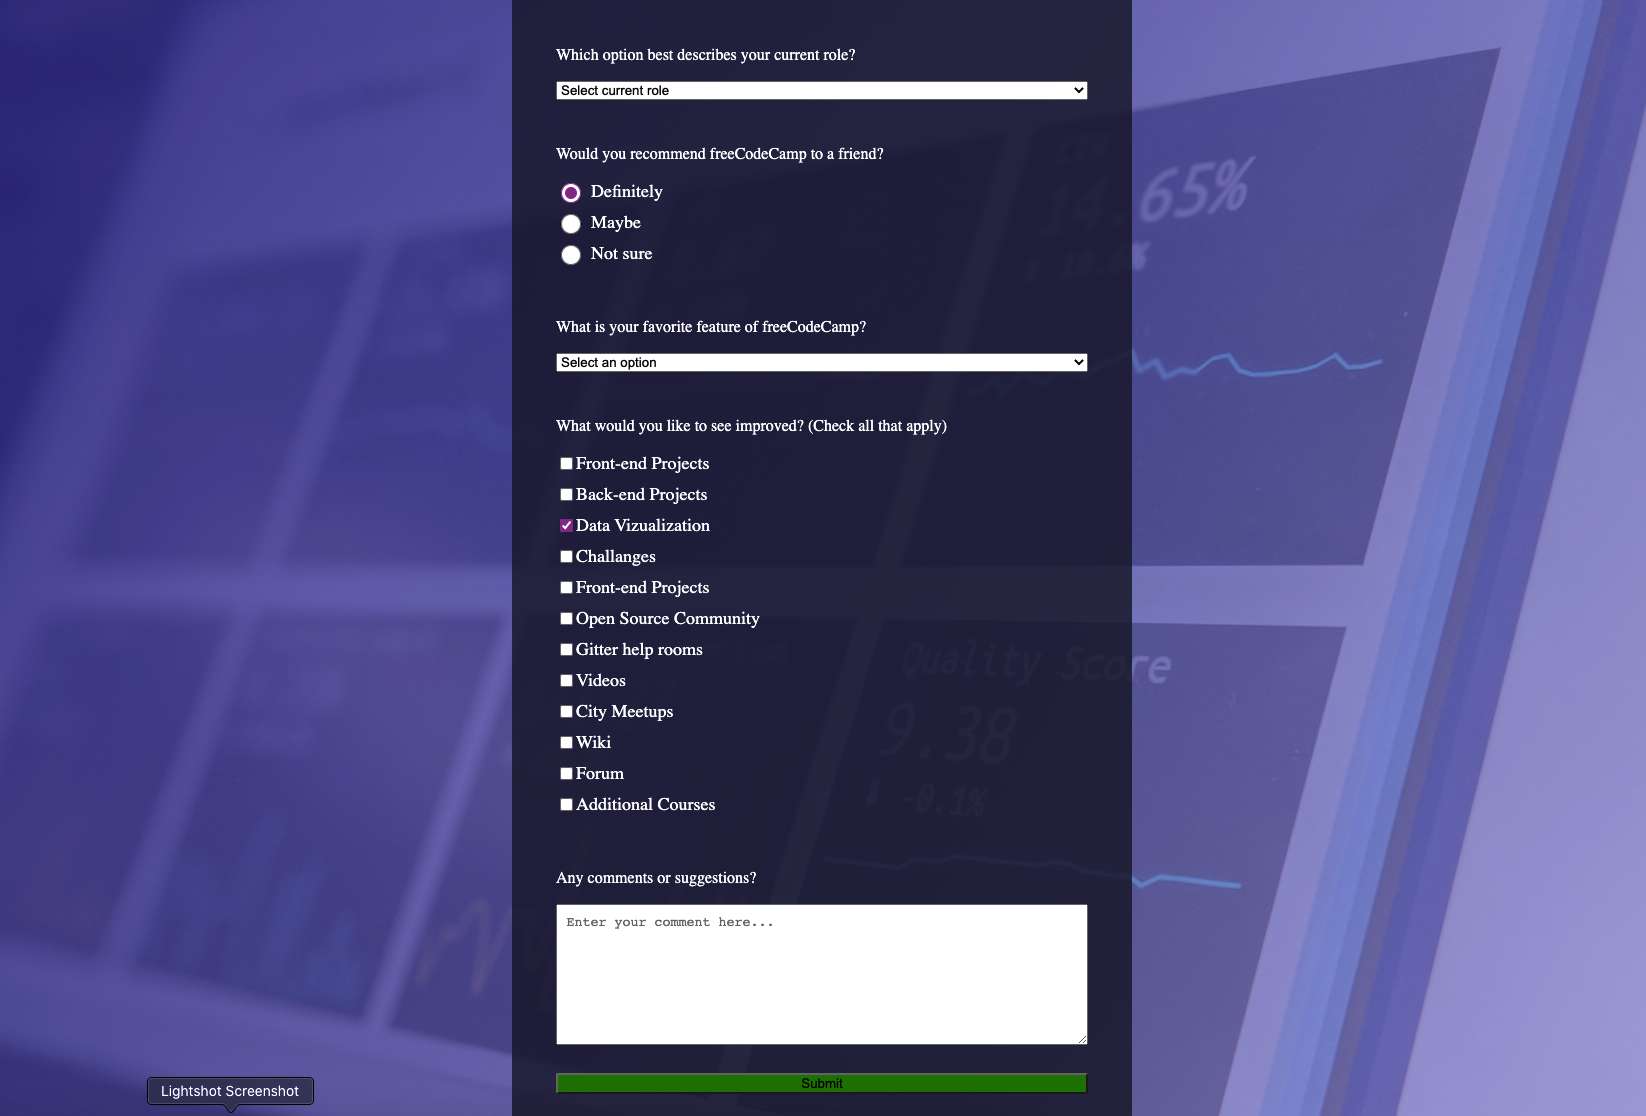 Which option best describes your current role?
Select current role
Would you recommend freeCodeCamp to a friend?
Definitely
Maybe
Not sure
What is your favorite feature of freeCodeCamp?
Select an option
What would you like to see improved? (Check all that apply)
Front-end Projects
Back-end Projects
Data Vizualization
Challanges
Front-end Projects
Open Source Community
Gitter help rooms
Videos
City Meetups
Wiki
Forum
Additional Courses
Any comments or suggestions?
Enter your comment here...
Submit
CTR
14.65%
10.6%
Quality Score
9.38
-0.1%
Lightshot Screenshot